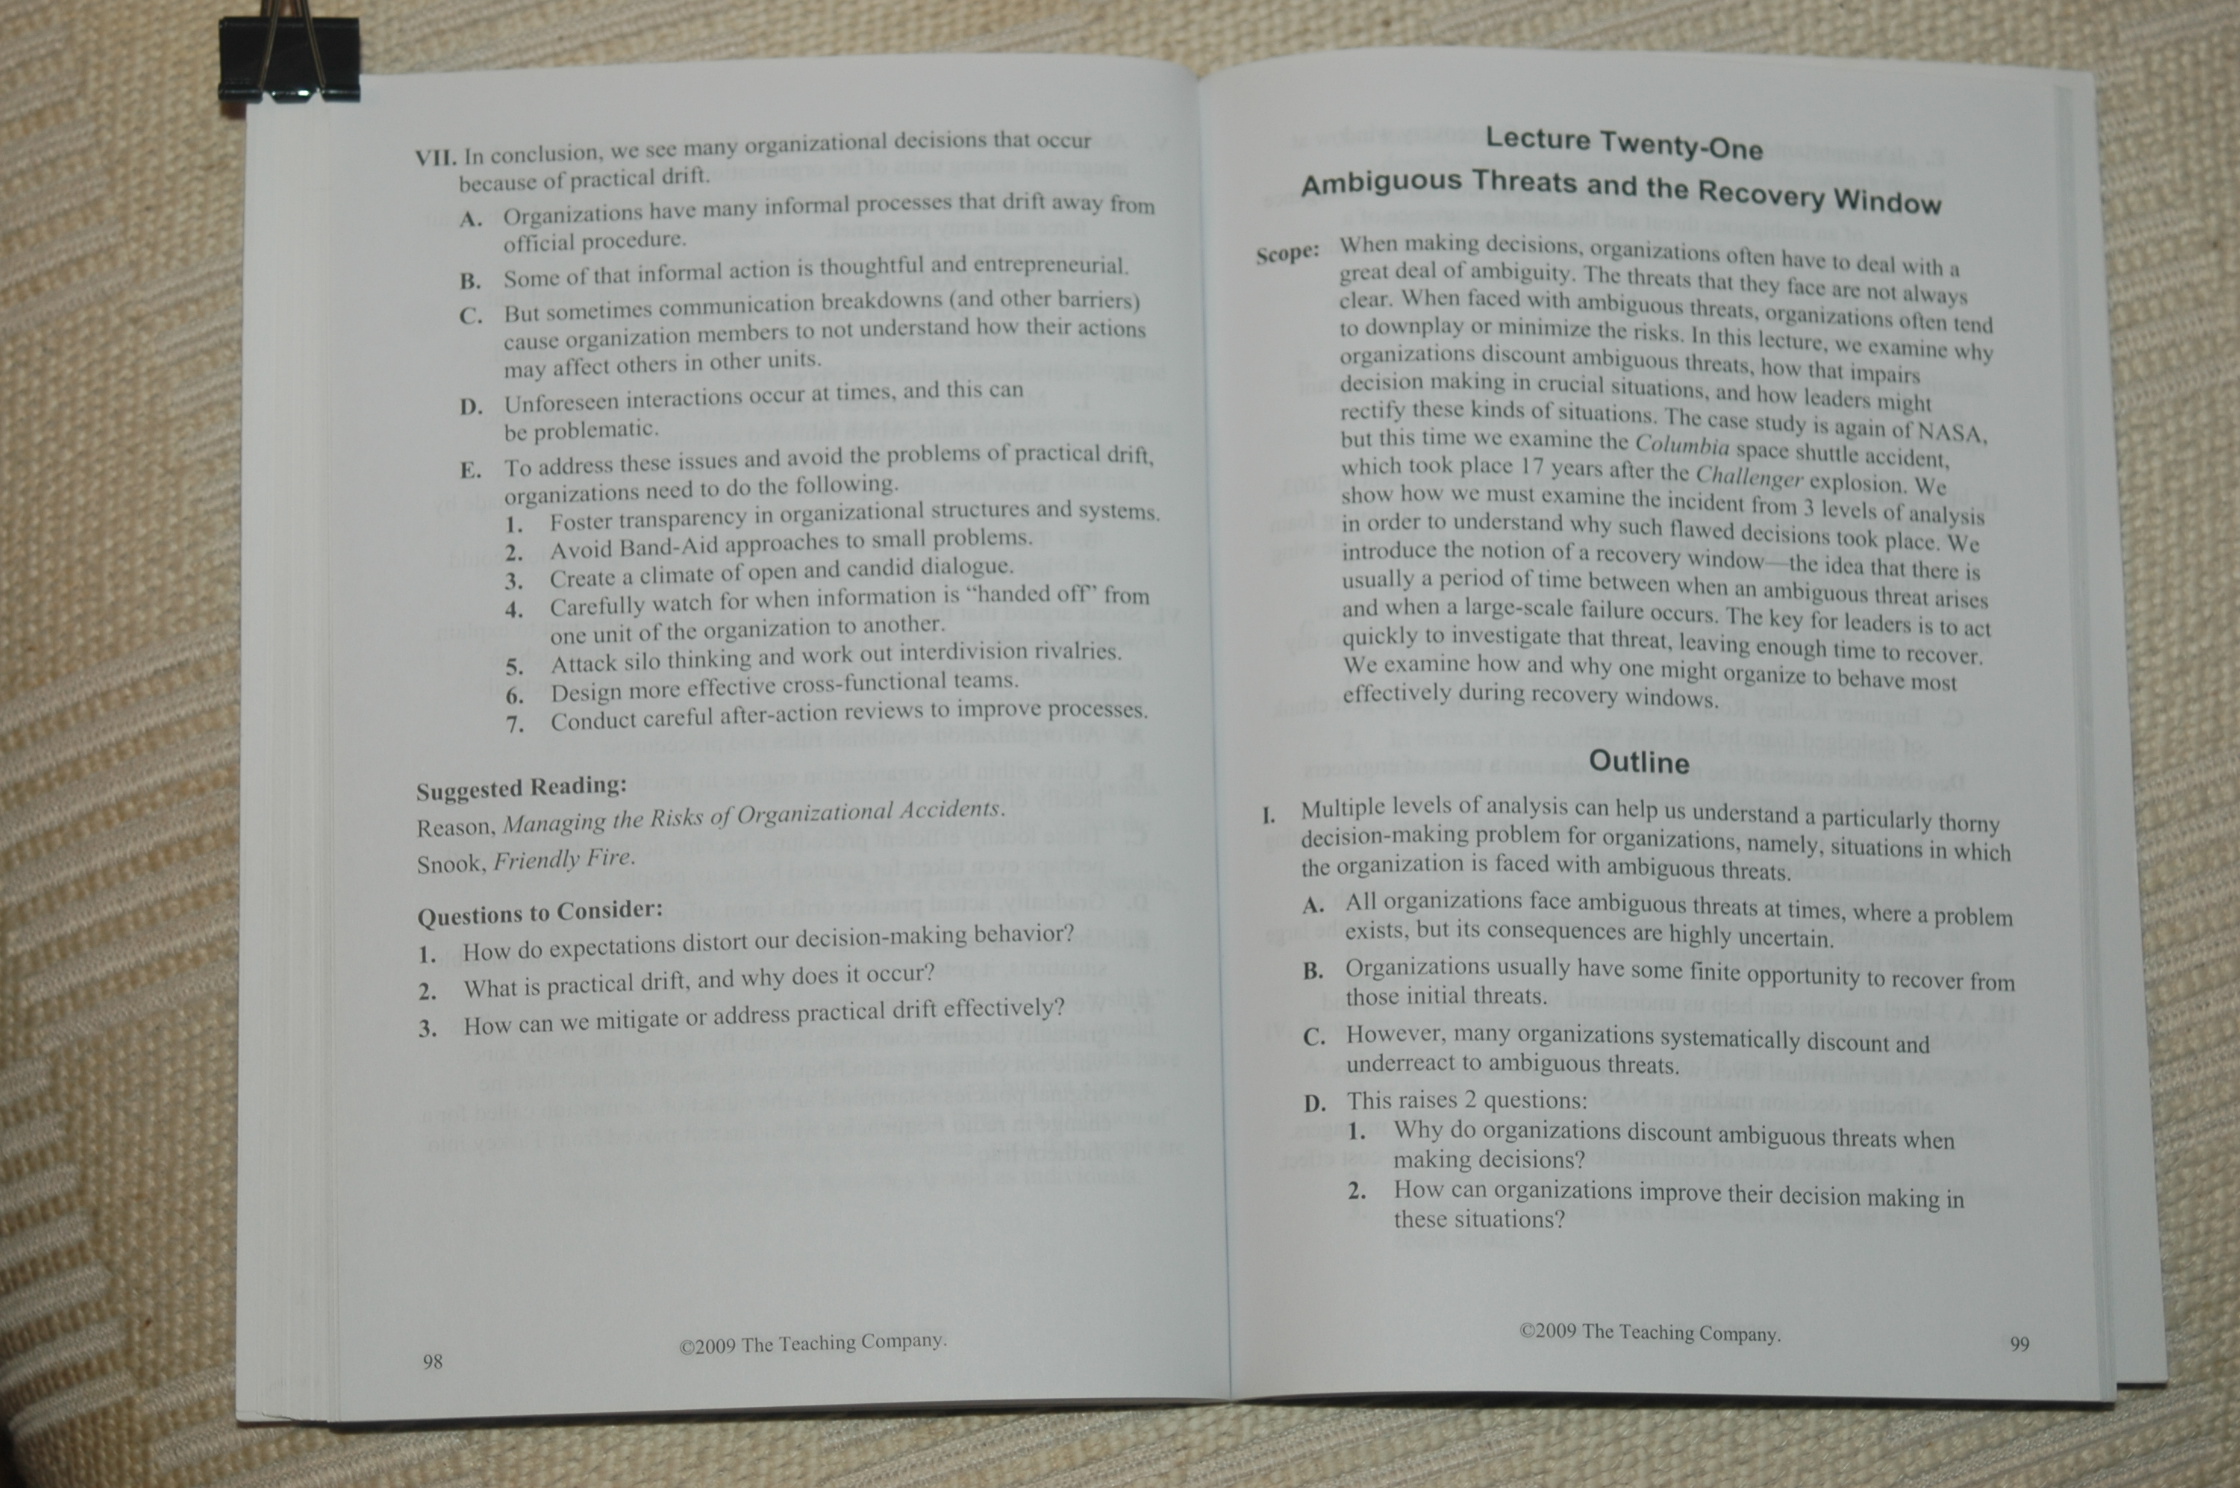 VII. In conclusion, we see many organizational decisions that occur
because of practical drift.
A. Organizations have many informal processes that drift away from
official procedure.
B. Some of that informal action is thoughtful and entrepreneurial.
C. But sometimes communication breakdowns (and other barriers)
cause organization members to not understand how their actions
may affect others in other units.
D. Unforeseen interactions occur at times, and this can
be problematic.
E. To address these issues and avoid the problems of practical drift,
organizations need to do the following.
1. Foster transparency in organizational structures and systems.
2. Avoid Band-Aid approaches to small problems.
3. Create a climate of open and candid dialogue.
4. Carefully watch for when information is “handed off” from
one unit of the organization to another.
5. Attack silo thinking and work out interdivision rivalries.
6. Design more effective cross-functional teams.
7. Conduct careful after-action reviews to improve processes.
Suggested Reading:
Reason, Managing the Risks of Organizational Accidents.
Snook, Friendly Fire.
Questions to Consider:
1. How do expectations distort our decision-making behavior?
2. What is practical drift, and why does it occur?
3. How can we mitigate or address practical drift effectively?
98
©2009 The Teaching Company.
Lecture Twenty-One
Ambiguous Threats and the Recovery Window
Scope: When making decisions, organizations often have to deal with a
great deal of ambiguity. The threats that they face are not always
clear. When faced with ambiguous threats, organizations often tend
to downplay or minimize the risks. In this lecture, we examine why
organizations discount ambiguous threats, how that impairs
decision making in crucial situations, and how leaders might
rectify these kinds of situations. The case study is again of NASA,
but this time we examine the Columbia space shuttle accident,
which took place 17 years after the Challenger explosion. We
show how we must examine the incident from 3 levels of analysis
in order to understand why such flawed decisions took place. We
introduce the notion of a recovery window—the idea that there is
usually a period of time between when an ambiguous threat arises
and when a large-scale failure occurs. The key for leaders is to act
quickly to investigate that threat, leaving enough time to recover.
We examine how and why one might organize to behave most
effectively during recovery windows.
Outline
I. Multiple levels of analysis can help us understand a particularly thorny
decision-making problem for organizations, namely, situations in which
the organization is faced with ambiguous threats.
A. All organizations face ambiguous threats at times, where a problem
exists, but its consequences are highly uncertain.
B. Organizations usually have some finite opportunity to recover from
those initial threats.
C. However, many organizations systematically discount and
underreact to ambiguous threats.
D. This raises 2 questions:
1. Why do organizations discount ambiguous threats when
making decisions?
2. How can organizations improve their decision making in
these situations?
©2009 The Teaching Company.
99